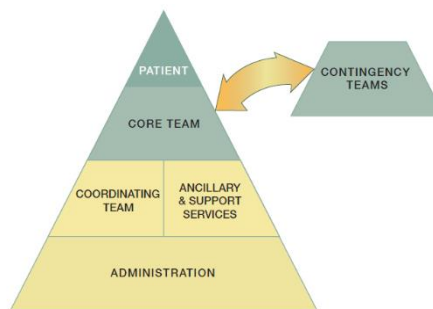 PATIENT
CONTINGENCY
TEAMS
CORE TEAM
COORDINATING
TEAM
ANCILLARY
& SUPPORT
SERVICES
ADMINISTRATION